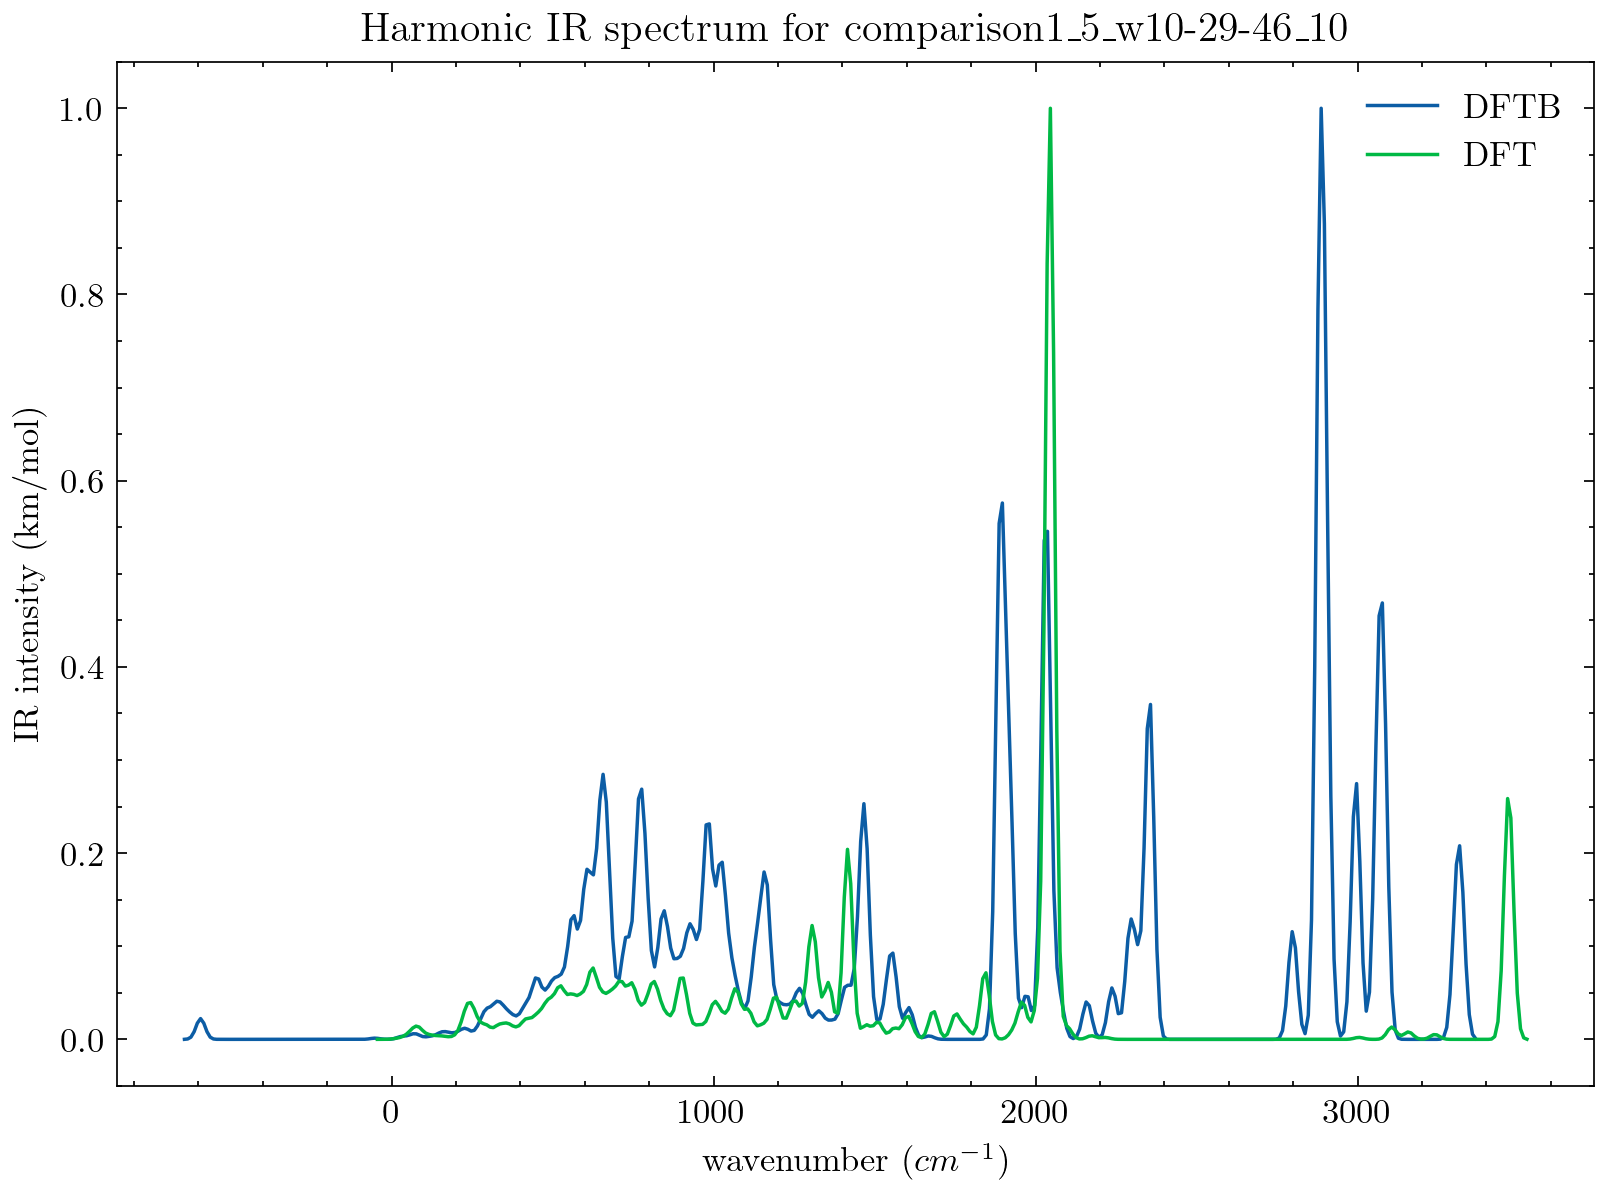 Harmonic IR spectrum for comparison1_5_w10-29-46_10
DFTB
DFT
IR intensity (km/mol)
1.0
0.8
0.6
0.4
0.2
0.0
0
1000
2000
3000
wavenumber (cm⁻¹)